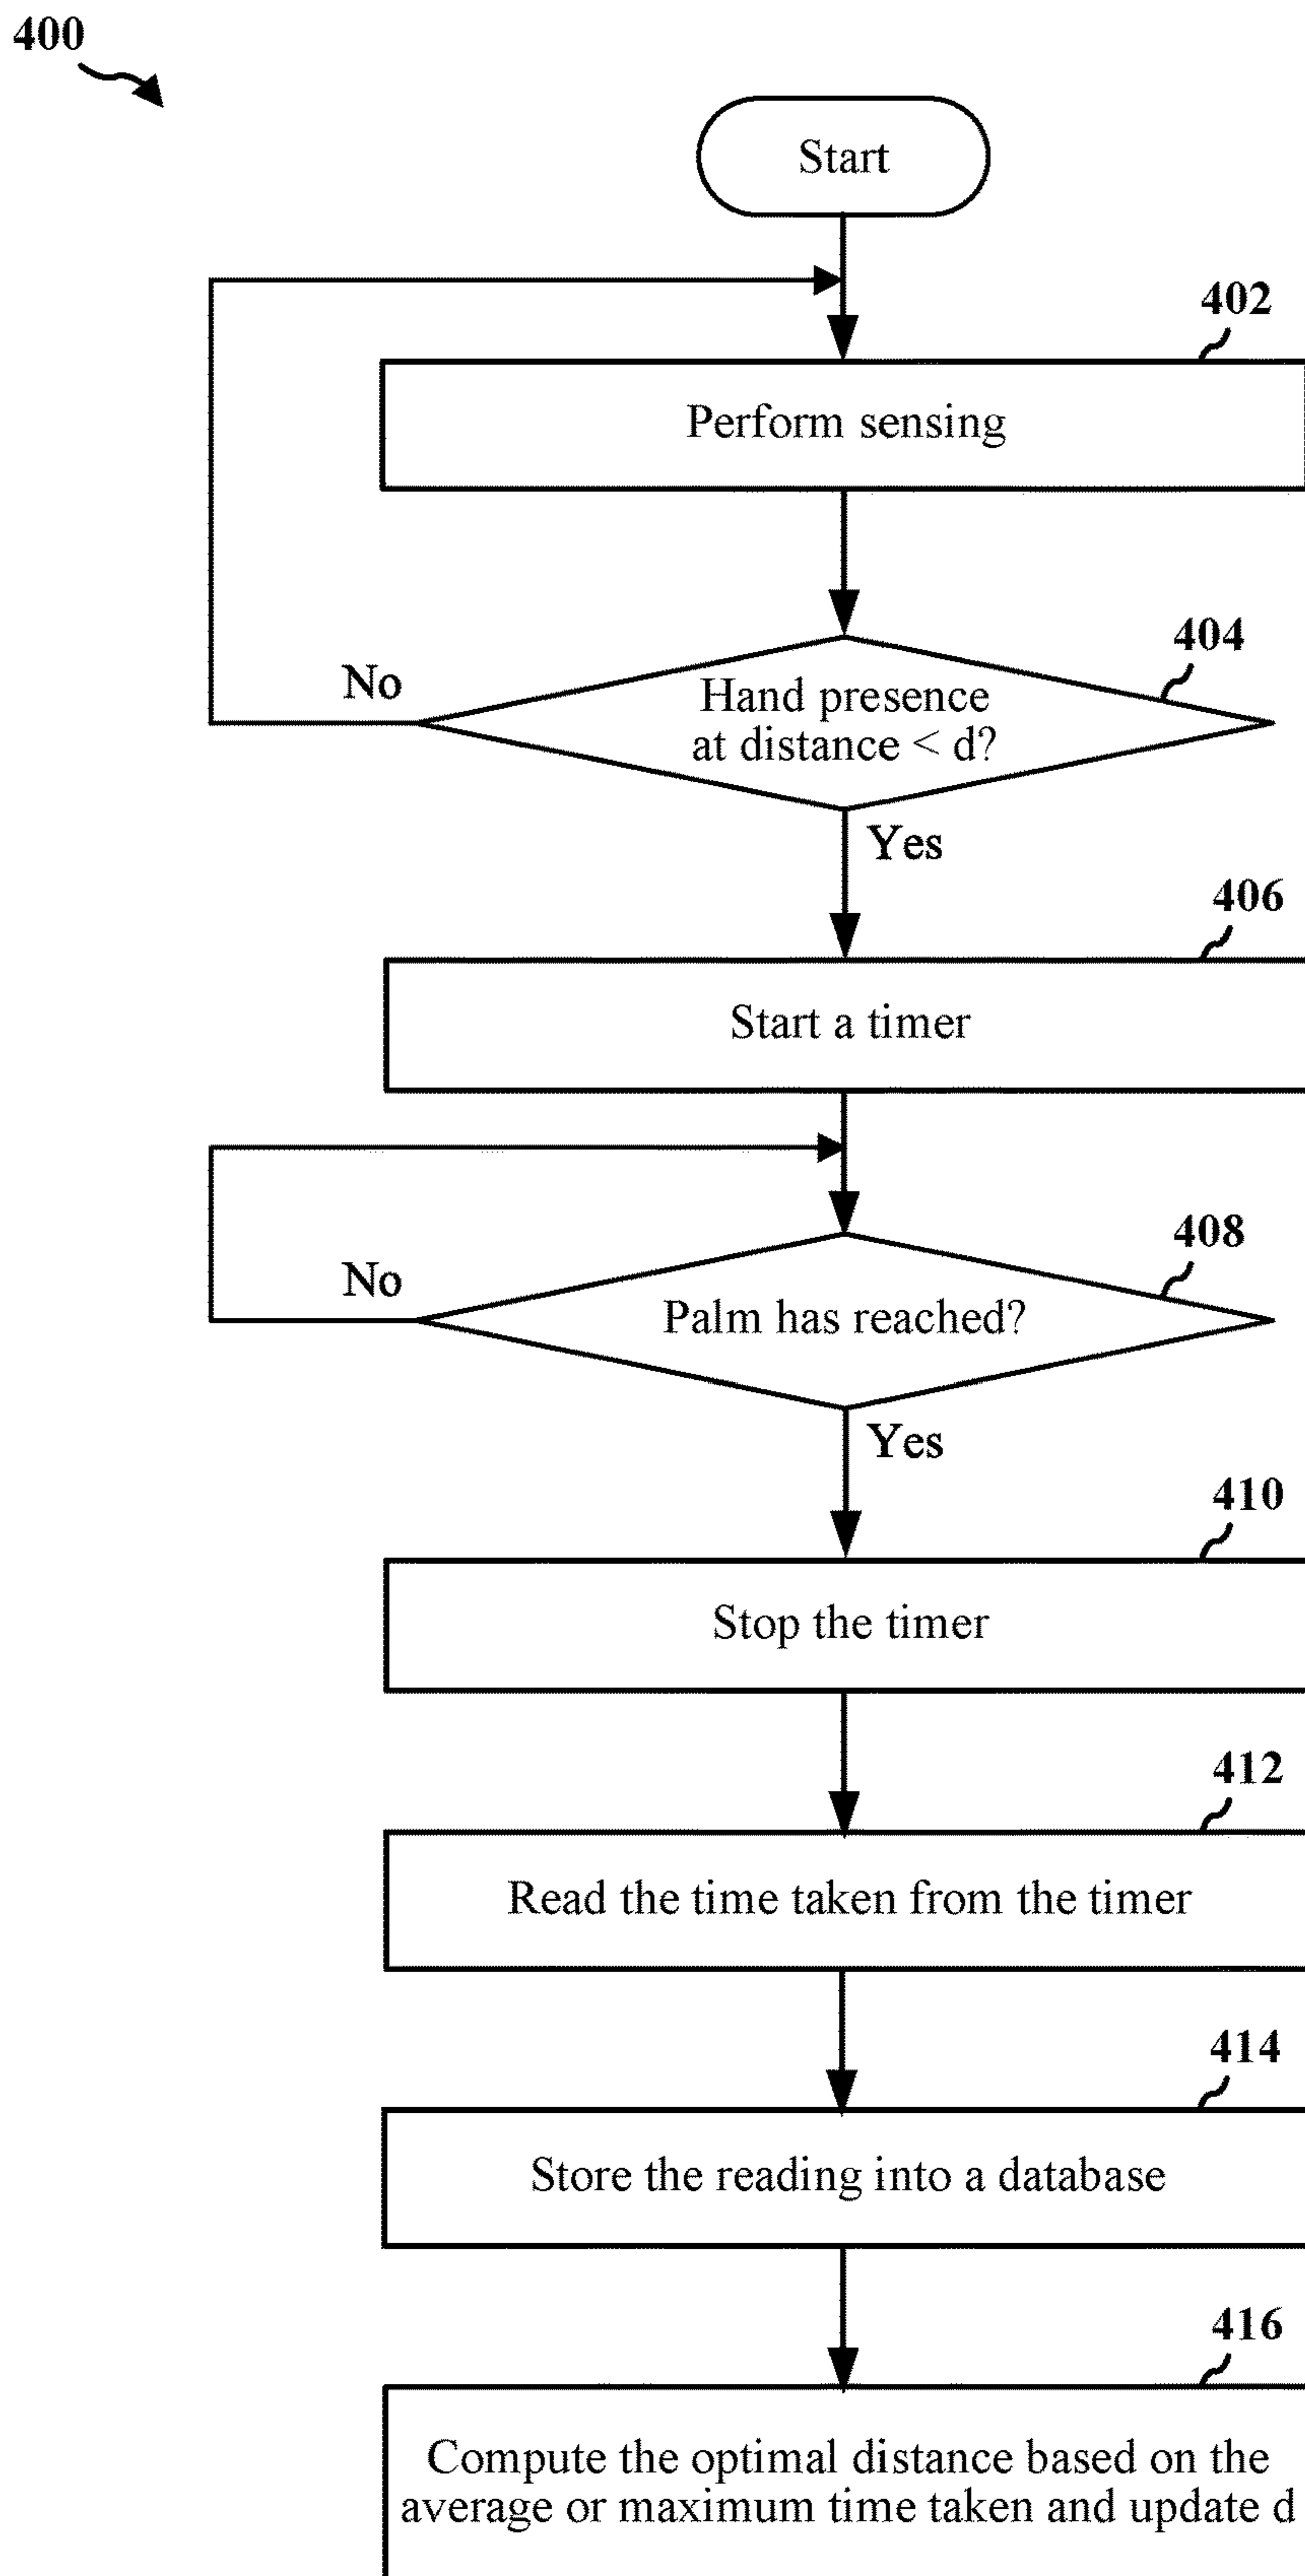 400
Start
402
Perform sensing
404
No
Hand presence
at distance < d?
Yes
406
Start a timer
408
No
Palm has reached?
Yes
410
Stop the timer
412
Read the time taken from the timer
414
Store the reading into a database
416
Compute the optimal distance based on the
average or maximum time taken and update d